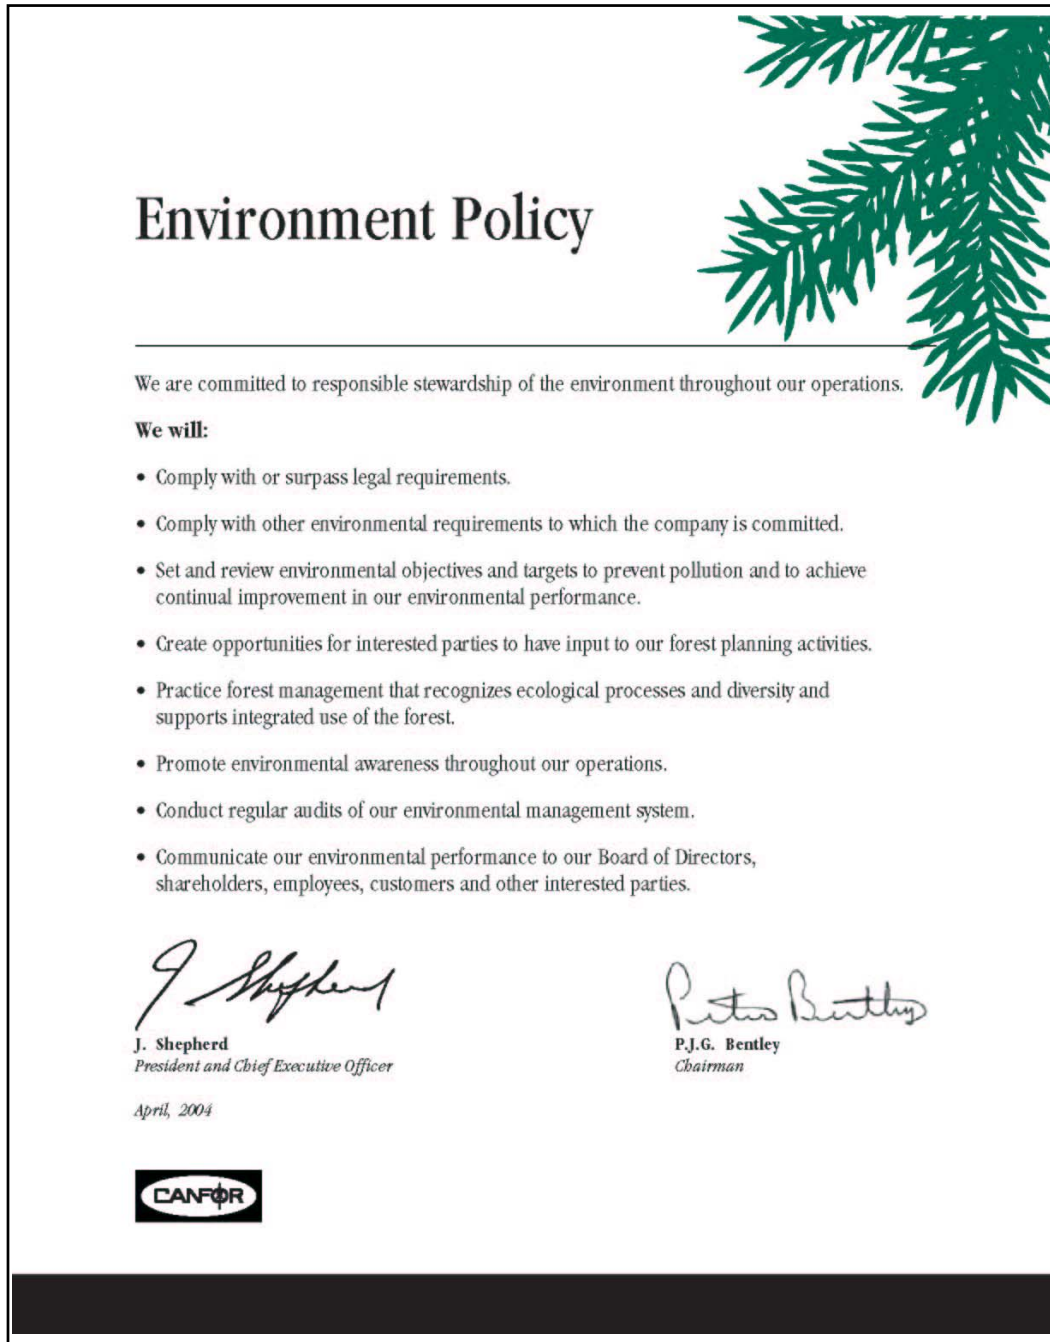 Environment Policy
We are committed to responsible stewardship of the environment throughout our operations.
We will:
• Comply with or surpass legal requirements.
• Comply with other environmental requirements to which the company is committed.
• Set and review environmental objectives and targets to prevent pollution and to achieve
continual improvement in our environmental performance.
• Create opportunities for interested parties to have input to our forest planning activities.
• Practice forest management that recognizes ecological processes and diversity and
supports integrated use of the forest.
• Promote environmental awareness throughout our operations.
• Conduct regular audits of our environmental management system.
• Communicate our environmental performance to our Board of Directors,
shareholders, employees, customers and other interested parties.
J Shepherd
Peter Bentley
J. Shepherd
P.J.G. Bentley
President and Chief Executive Officer
Chairman
April, 2004
CANFOR